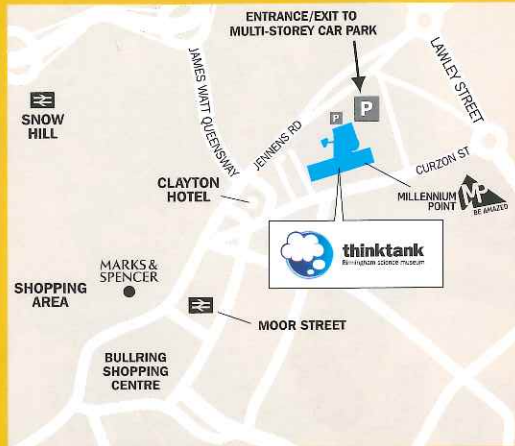 ENTRANCE/EXIT TO
MULTI-STOREY CAR PARK
JAMES WATT QUEENSWAY
LAWLEY STREET
P
P
JENNENS RD
SNOW
HILL
CURZON ST
CLAYTON
HOTEL
MILLENNIUM
POINT
MP
BE AMAZED
thinktank
Birmingham science museum
MARKS &
SPENCER
SHOPPING
AREA
MOOR STREET
BULLRING
SHOPPING
CENTRE